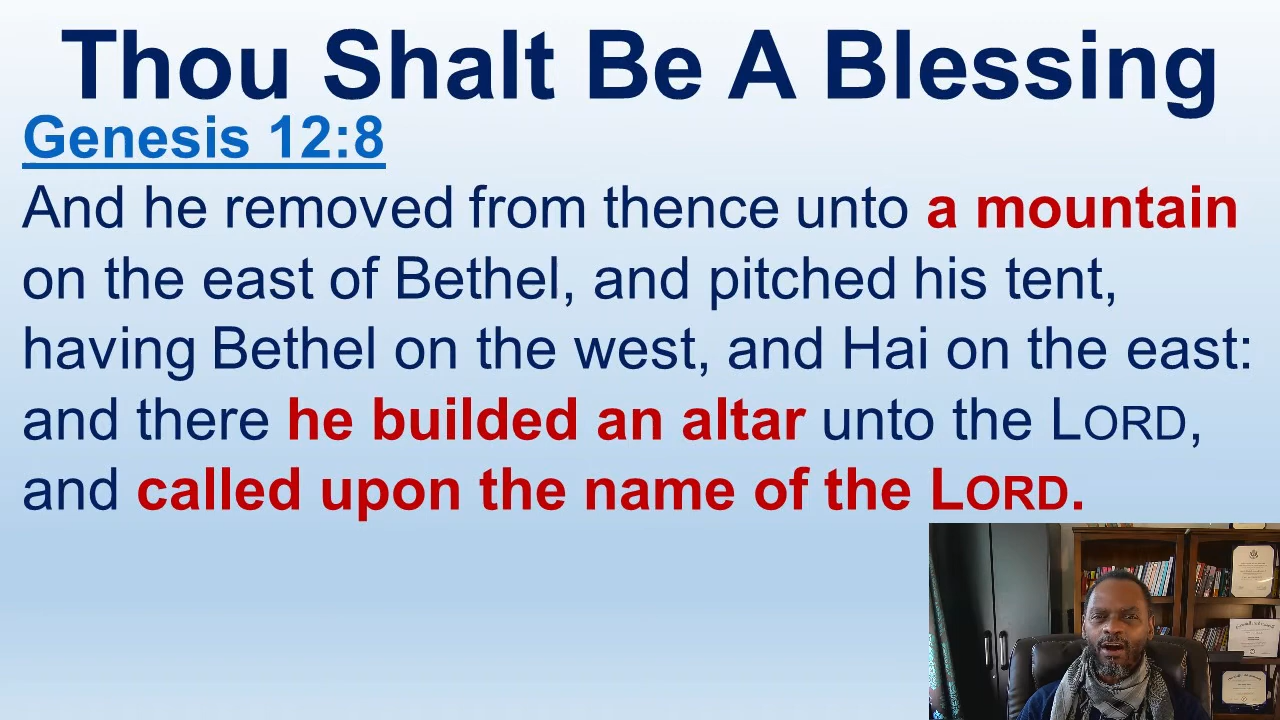 Thou Shalt Be A Blessing
Genesis 12:8
And he removed from thence unto a mountain
on the east of Bethel, and pitched his tent,
having Bethel on the west, and Hai on the east:
and there he builded an altar unto the LORD,
and called upon the name of the LORD.